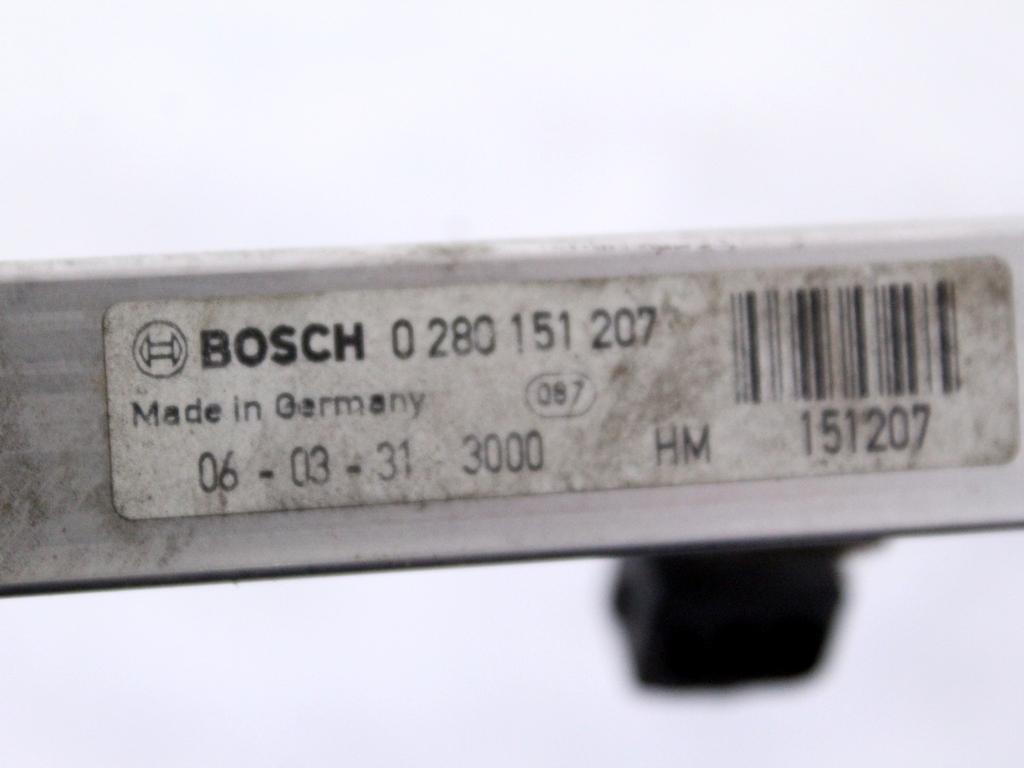 BOSCH 0 280 151 207
Made in Germany 087
06 - 03 - 31 3000 HM 151207